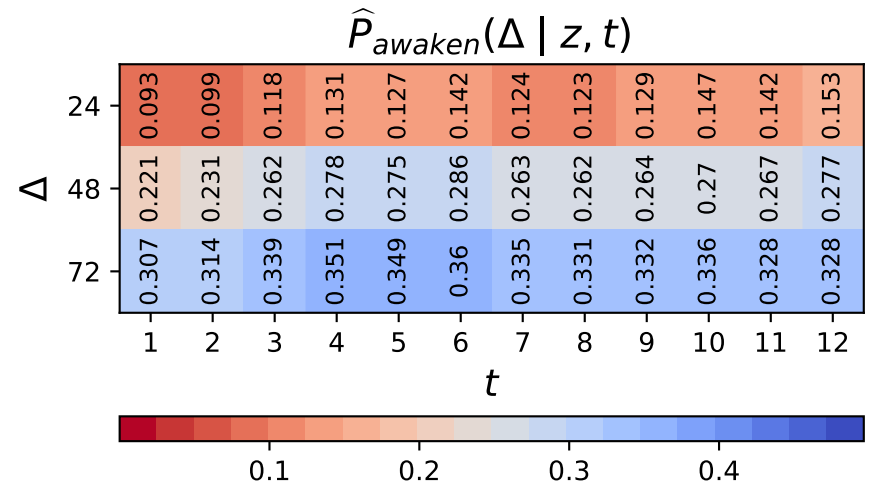 P̂_awaken(Δ | z, t)
Δ
24 0.093 0.099 0.118 0.131 0.127 0.142 0.124 0.123 0.129 0.147 0.142 0.153
48 0.221 0.231 0.262 0.278 0.275 0.286 0.263 0.262 0.264 0.27 0.267 0.277
72 0.307 0.314 0.339 0.351 0.349 0.36 0.335 0.331 0.332 0.336 0.328 0.328
1 2 3 4 5 6 7 8 9 10 11 12
t
0.1 0.2 0.3 0.4